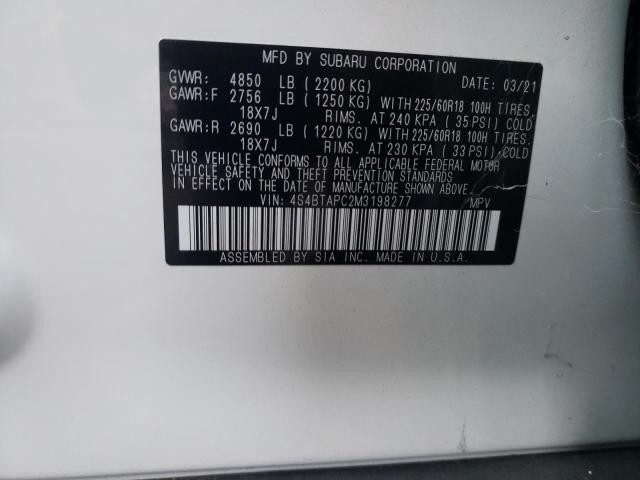 MFD BY SUBARU CORPORATION
GVWR: 4850 LB ( 2200 KG) DATE: 03/21
GAWR:F 2756 LB ( 1250 KG) WITH 225/60R18 100H TIRES,
18X7J RIMS. AT 240 KPA ( 35 PSI) COLD
GAWR:R 2690 LB ( 1220 KG) WITH 225/60R18 100H TIRES,
18X7J RIMS. AT 230 KPA ( 33 PSI) COLD
THIS VEHICLE CONFORMS TO ALL APPLICABLE FEDERAL MOTOR
VEHICLE SAFETY AND THEFT PREVENTION STANDARDS
IN EFFECT ON THE DATE OF MANUFACTURE SHOWN ABOVE.
VIN: 4S4BTAPC2M3198277 MPV
ASSEMBLED BY SIA INC. MADE IN U.S.A.